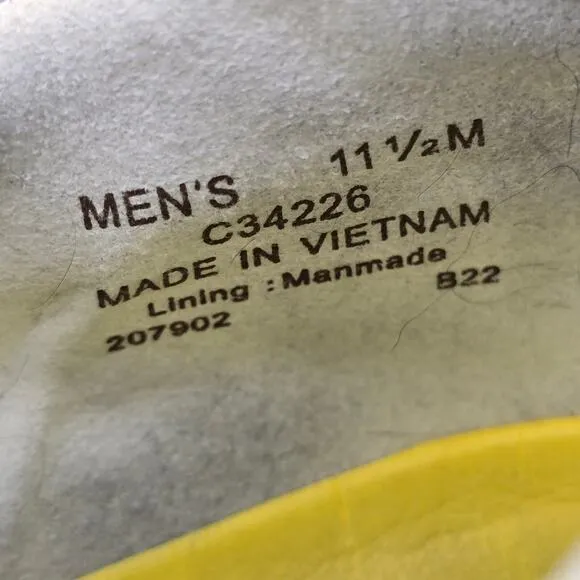 MEN'S 11 1/2 M
C34226
MADE IN VIETNAM
Lining : Manmade
207902 B22